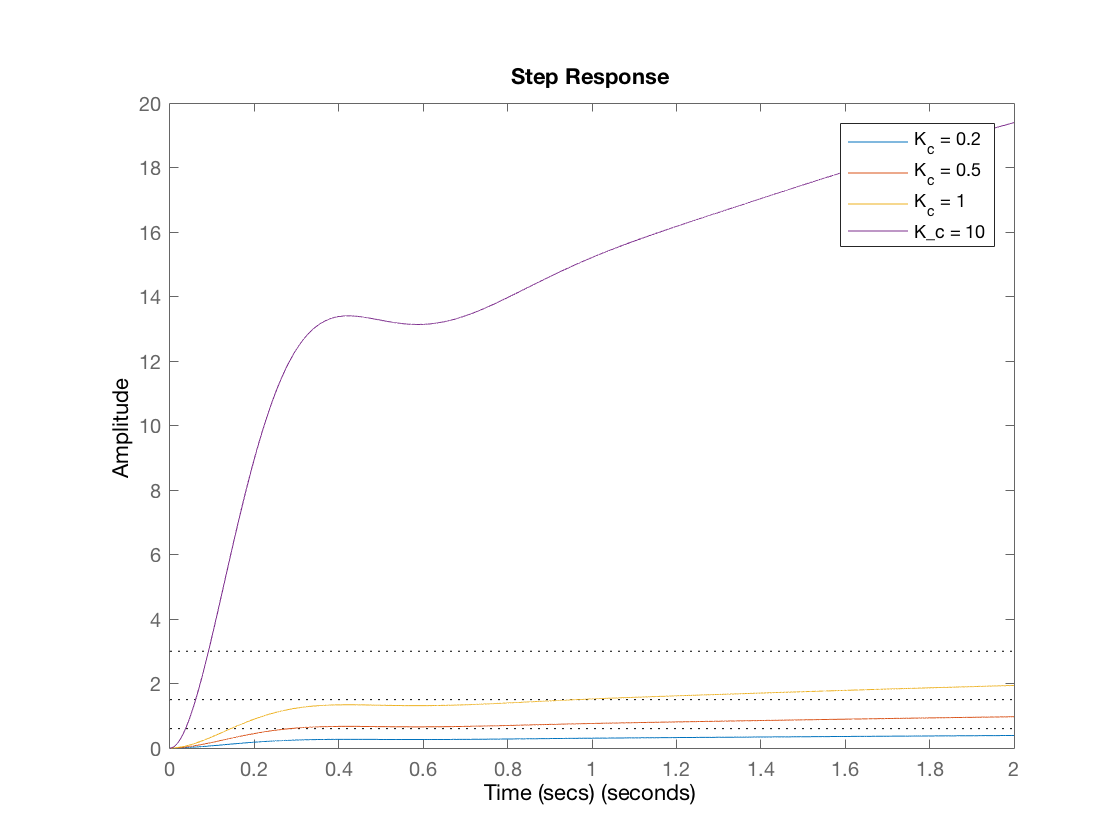 Step Response
Amplitude
20
18
16
14
12
10
8
6
4
2
0
K_c = 0.2
K_c = 0.5
K_c = 1
K_c = 10
0 0.2 0.4 0.6 0.8 1 1.2 1.4 1.6 1.8 2
Time (secs) (seconds)